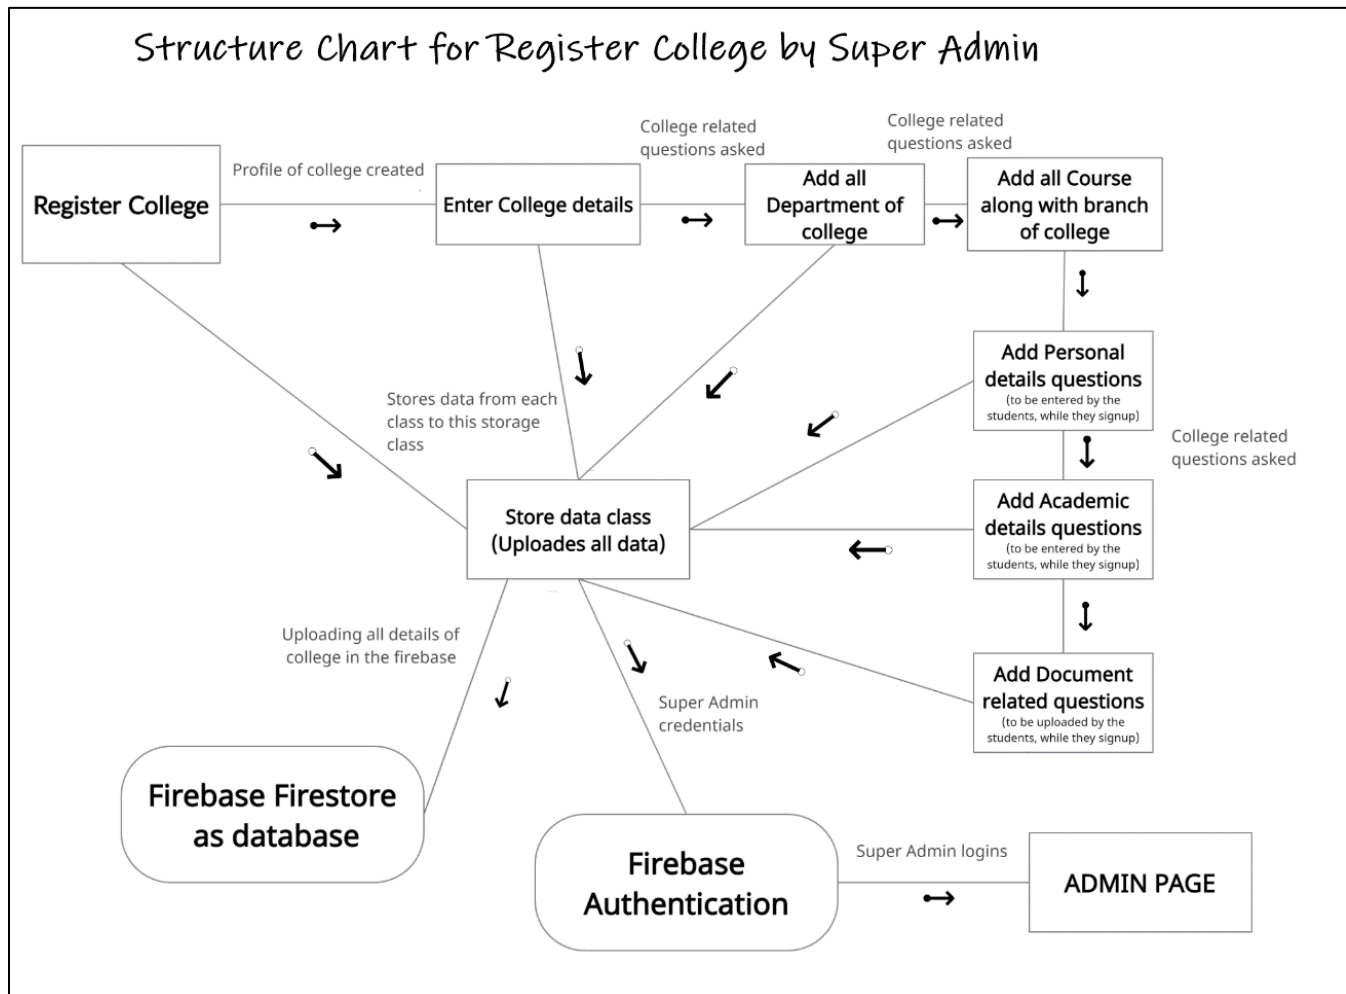 Structure Chart for Register College by Super Admin
College related
questions asked
College related
questions asked
Profile of college created
Register College
Enter College details
Add all
Department of
college
Add all Course
along with branch
of college
Add Personal
details questions
(to be entered by the
students, while they signup)
Stores data from each
class to this storage
class
College related
questions asked
Store data class
(Uploades all data)
Add Academic
details questions
(to be entered by the
students, while they signup)
Uploading all details of
college in the firebase
Super Admin
credentials
Add Document
related questions
(to be uploaded by the
students, while they signup)
Firebase Firestore
as database
Firebase
Authentication
Super Admin logins
ADMIN PAGE